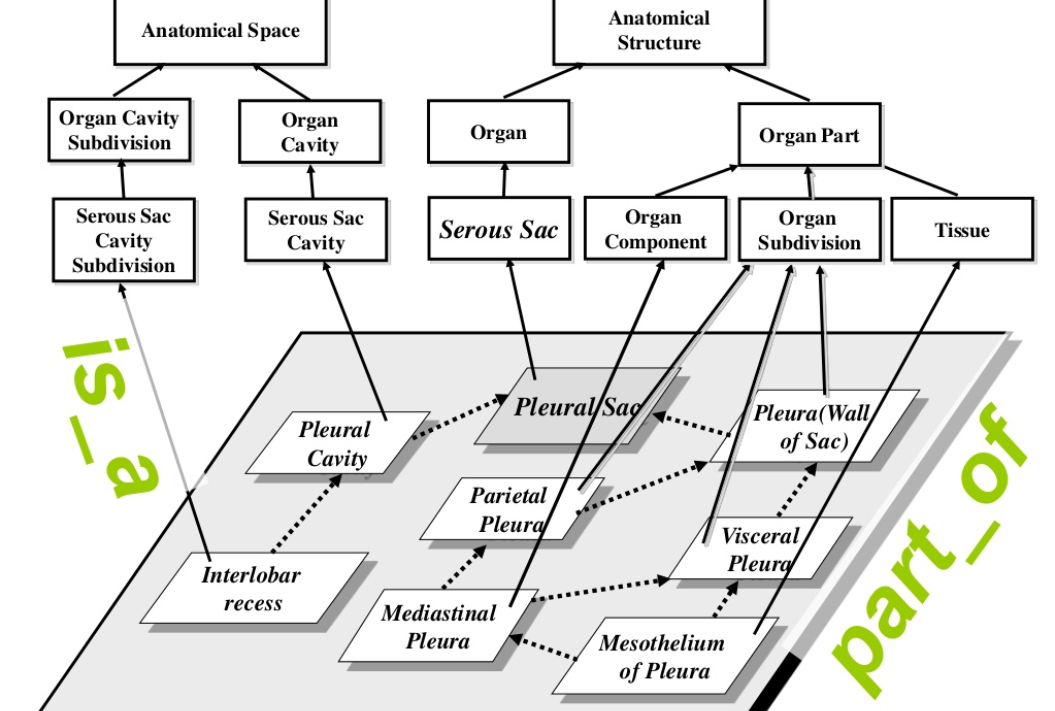 Anatomical Space
Anatomical
Structure
Organ Cavity
Subdivision
Organ
Cavity
Organ
Organ Part
Serous Sac
Cavity
Subdivision
Serous Sac
Cavity
Serous Sac
Organ
Component
Organ
Subdivision
Tissue
is_a
part_of
Pleural Sac
Pleura(Wall
of Sac)
Pleural
Cavity
Parietal
Pleura
Visceral
Pleura
Interlobar
recess
Mediastinal
Pleura
Mesothelium
of Pleura